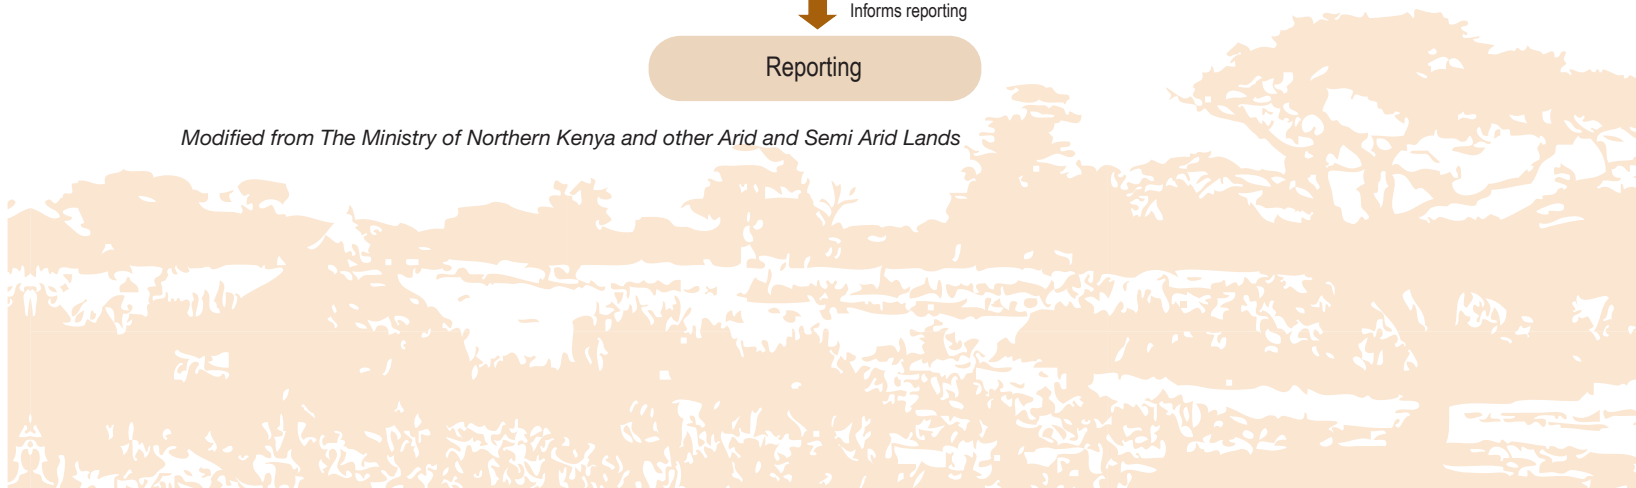 Informs reporting
Reporting
Modified from The Ministry of Northern Kenya and other Arid and Semi Arid Lands